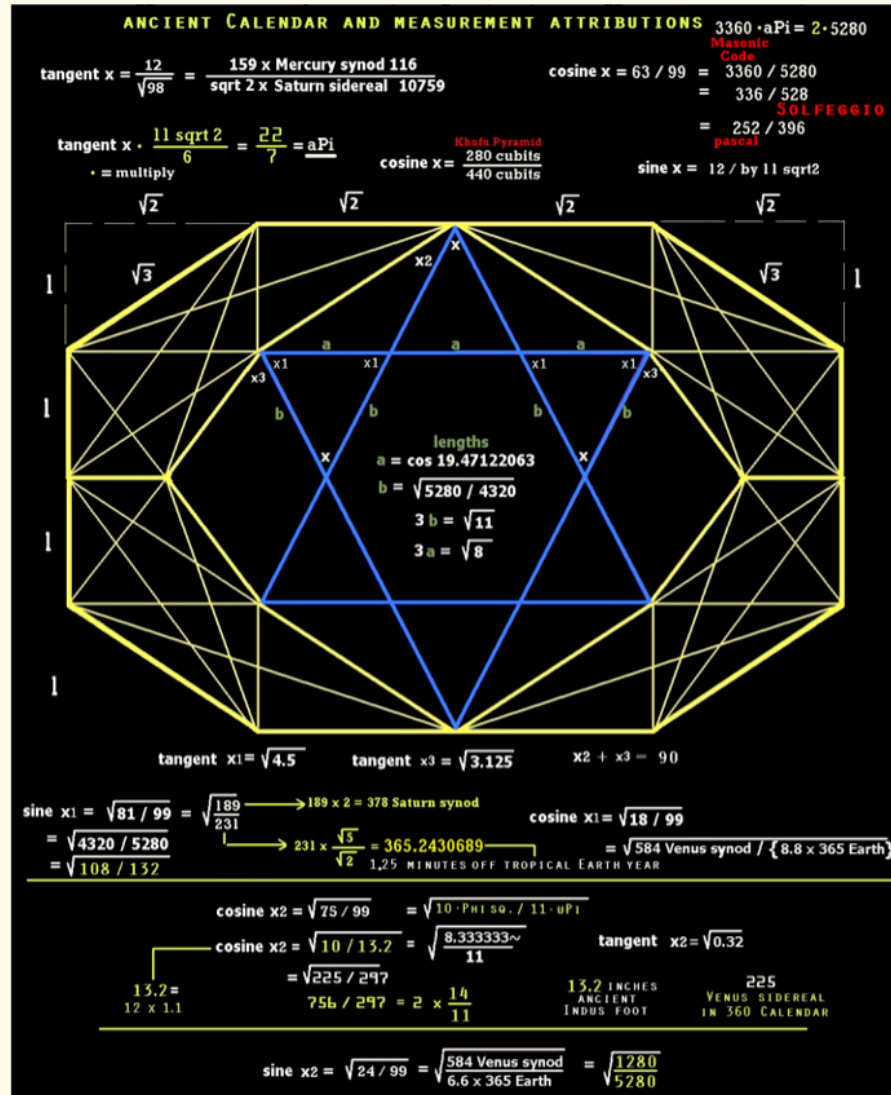 ANCIENT CALENDAR AND MEASUREMENT ATTRIBUTIONS
3360 · aPi = 2 · 5280
Masonic
Code
tangent x = 12 / √98 = 159 x Mercury synod 116 / sqrt 2 x Saturn sidereal 10759
cosine x = 63 / 99 = 3360 / 5280
= 336 / 528
SOLFEGGIO
= 252 / 396
pascal
tangent x · 11 sqrt 2 / 6 = 22 / 7 = aPi
· = multiply
Khufu Pyramid
cosine x = 280 cubits / 440 cubits
sine x = 12 / by 11 sqrt2
√2 √2 √2 √2
x
x2
l √3 √3 l
a a a
x1 x1 x1 x1
x3 x3
l b b b b
lengths
x x
a = cos 19.47122063
b = √5280 / 4320
3 b = √11
3 a = √8
l
l
tangent x1 = √4.5 tangent x3 = √3.125 x2 + x3 = 90
sine x1 = √81 / 99 = √189 / 231
189 x 2 = 378 Saturn synod
= √4320 / 5280
= √108 / 132
231 x √5 / √2 = 365.2430689
1.25 MINUTES OFF TROPICAL EARTH YEAR
cosine x1 = √18 / 99
= √584 Venus synod / {8.8 x 365 Earth}
cosine x2 = √75 / 99 = √10 · PHI SQ. / 11 · uPI
cosine x2 = √10 / 13.2 = √8.333333~ / 11
tangent x2 = √0.32
= √225 / 297
13.2 =
12 x 1.1
756 / 297 = 2 x 14 / 11
13.2 INCHES
ANCIENT
INDUS FOOT
225
VENUS SIDEREAL
IN 360 CALENDAR
sine x2 = √24 / 99 = √584 Venus synod / 6.6 x 365 Earth = √1280 / 5280